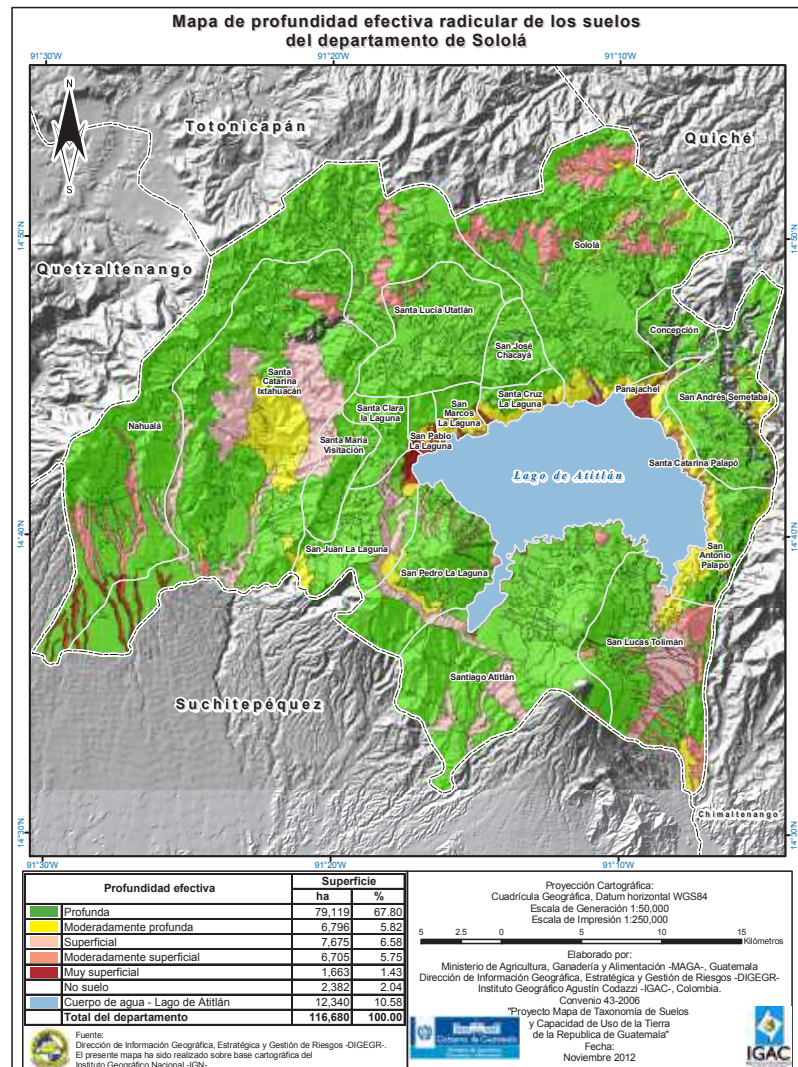 Mapa de profundidad efectiva radicular de los suelos
del departamento de Sololá
91°30'W
91°20'W
91°10'W
Totonicapán
Quiché
S
14°50'N
14°50'N
Sololá
Quetzaltenango
Santa Lucía Utatlán
Concepción
San José
Chacayá
Santa
Catarina
Ixtahuacán
Panajachel
Santa Cruz
La Laguna
San Andrés Semetabaj
San
Marcos
La Laguna
Santa Clara
la Laguna
Nahualá
San Pablo
La Laguna
Santa María
Visitación
Santa Catarina Palapó
Lago de Atitlán
14°40'N
14°40'N
San Juan La Laguna
San
Antonio
Palapó
San Pedro La Laguna
San Lucas Tolimán
Santiago Atitlán
Suchitepéquez
Chimaltenango
14°30'N
14°30'N
91°30'W
91°20'W
91°10'W
Profundidad efectiva
Superficie
ha
%
Profunda 79,119 67.80
Moderadamente profunda 6,796 5.82
Superficial 7,675 6.58
Moderadamente superficial 6,705 5.75
Muy superficial 1,663 1.43
No suelo 2,382 2.04
Cuerpo de agua - Lago de Atitlán 12,340 10.58
Total del departamento 116,680 100.00
Fuente:
Dirección de Información Geográfica, Estratégica y Gestión de Riesgos -DIGEGR-.
El presente mapa ha sido realizado sobre base cartográfica del
Instituto Geográfico Nacional -IGN-
Proyección Cartográfica:
Cuadrícula Geográfica, Datum horizontal WGS84
Escala de Generación 1:50,000
Escala de Impresión 1:250,000
5 2.5 0 5 10 15
Kilómetros
Elaborado por:
Ministerio de Agricultura, Ganadería y Alimentación -MAGA-, Guatemala
Dirección de Información Geográfica, Estratégica y Gestión de Riesgos -DIGEGR-
Instituto Geográfico Agustín Codazzi -IGAC-, Colombia.
Convenio 43-2006
"Proyecto Mapa de Taxonomía de Suelos
y Capacidad de Uso de la Tierra
de la Republica de Guatemala"
Fecha:
Noviembre 2012
Gobierno de Guatemala
IGAC